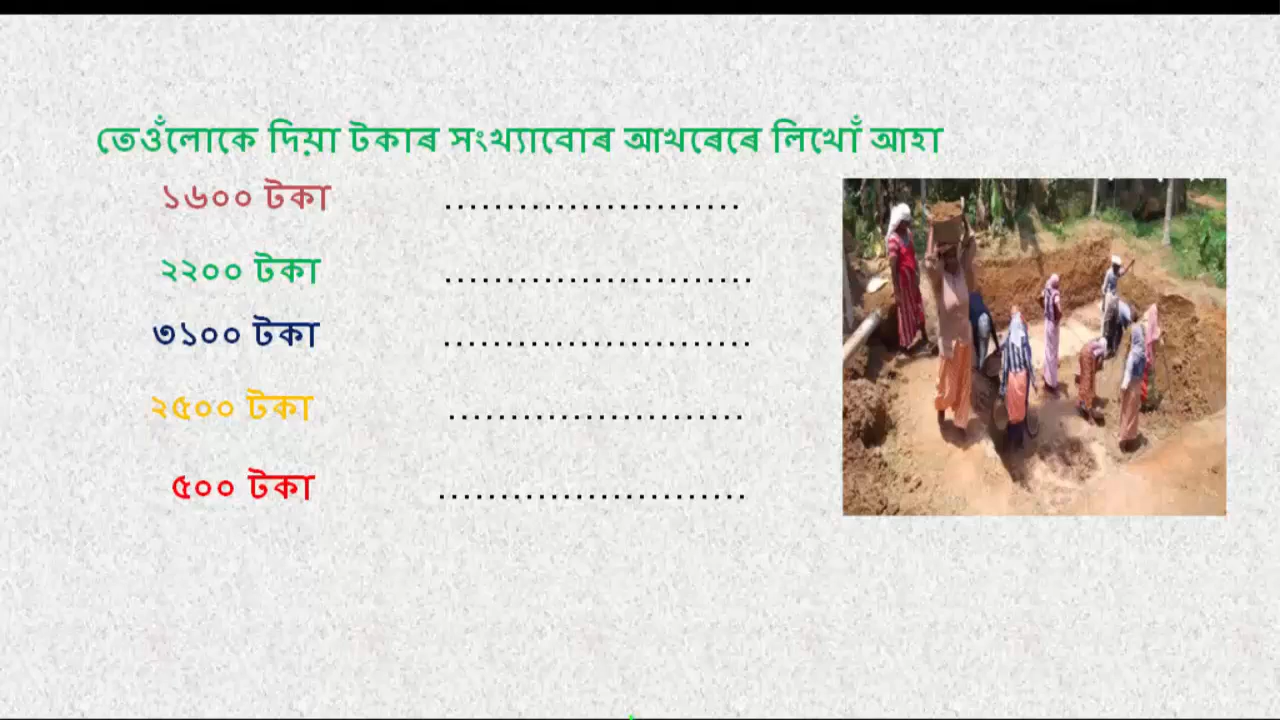 তেওঁলোকে দিয়া টকাৰ সংখ্যাবোৰ আখৰেৰে লিখোঁ আহা
১৬০০ টকা ........................
২২০০ টকা .........................
৩১০০ টকা .........................
২৫০০ টকা ........................
৫০০ টকা .........................